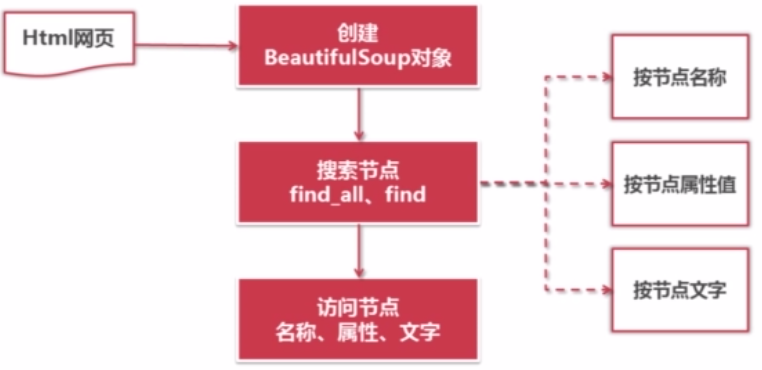 Html网页
创建
BeautifulSoup对象
搜索节点
find_all、find
访问节点
名称、属性、文字
按节点名称
按节点属性值
按节点文字